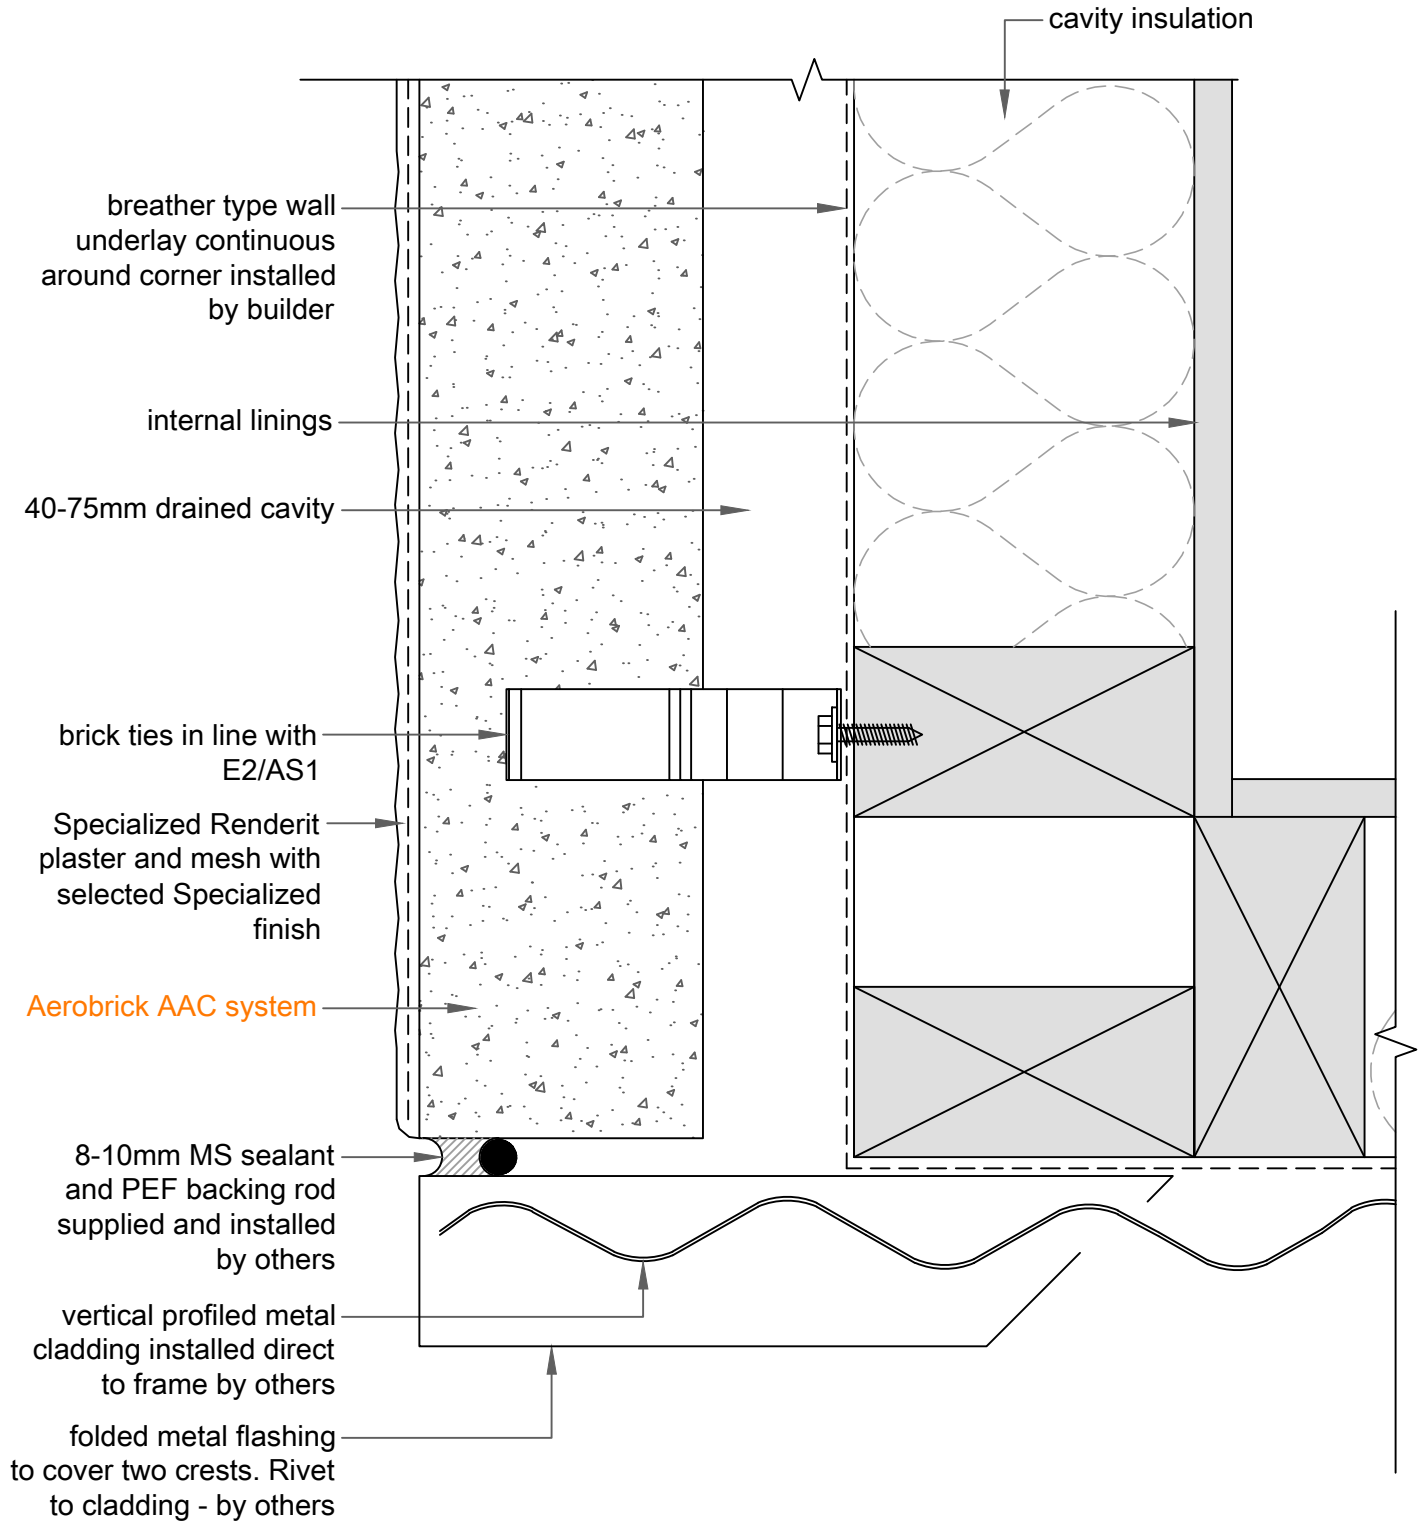 cavity insulation
breather type wall
underlay continuous
around corner installed
by builder
internal linings
40-75mm drained cavity
brick ties in line with
E2/AS1
Specialized Renderit
plaster and mesh with
selected Specialized
finish
Aerobrick AAC system
8-10mm MS sealant
and PEF backing rod
supplied and installed
by others
vertical profiled metal
cladding installed direct
to frame by others
folded metal flashing
to cover two crests. Rivet
to cladding - by others